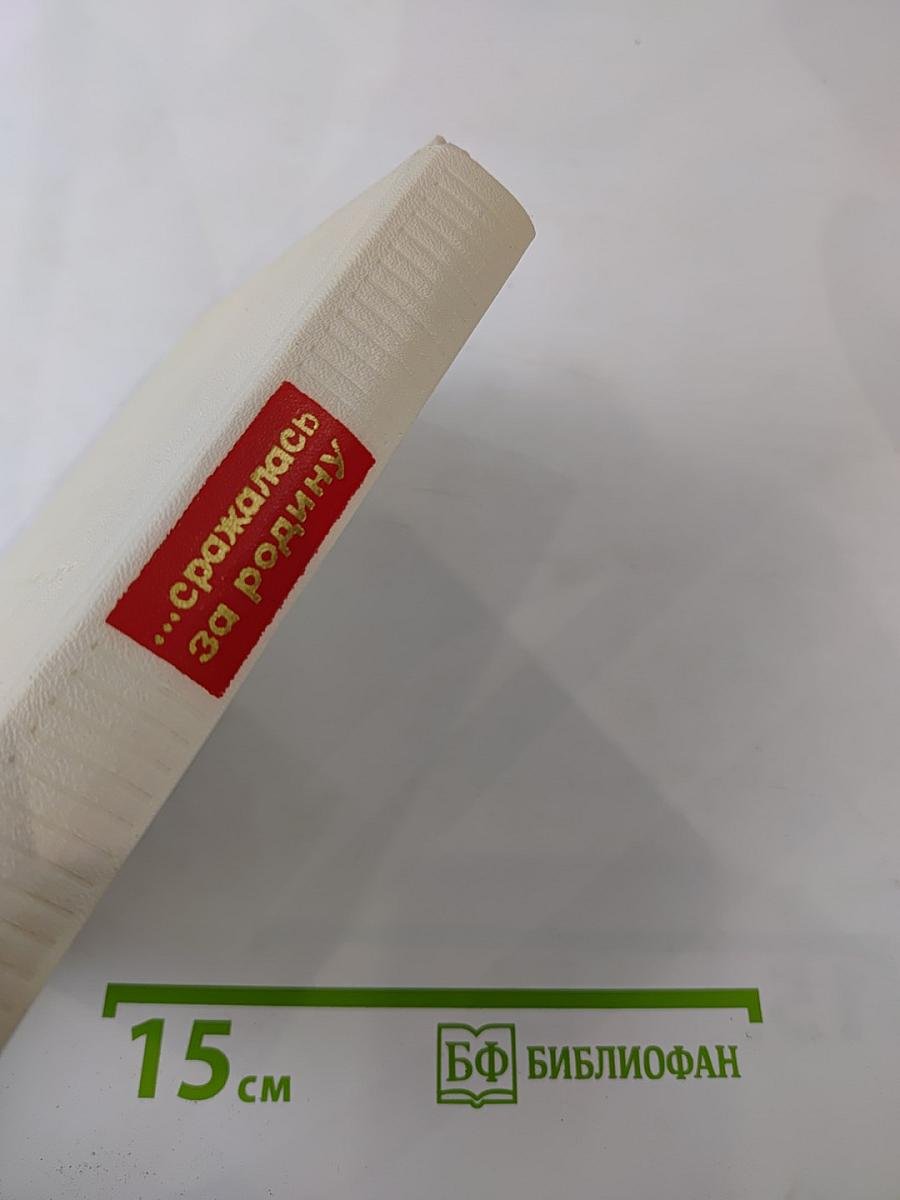 ...сражалась
за родину
15 см
БФ БИБЛИОФАН